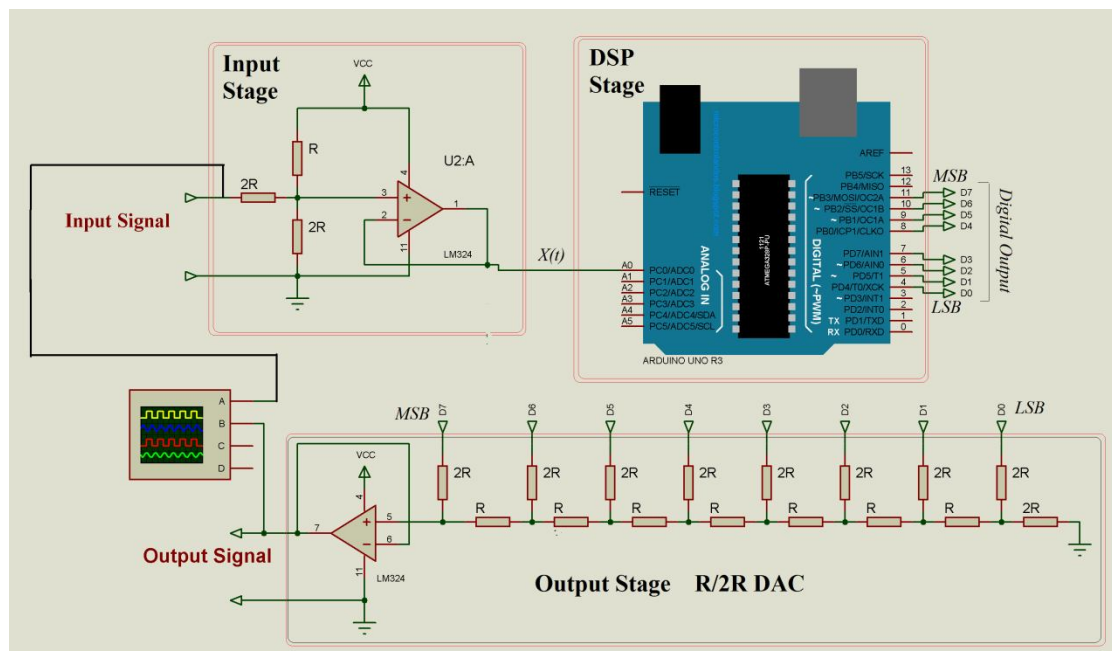 Input
Stage
VCC
R
2R
2R
U2:A
3
2
4
1
11
LM324
Input Signal
X(t)
DSP
Stage
RESET
AREF
PB5/SCK 13
PB4/MISO 12
~PB3/MOSI/OC2A 11
~PB2/SS/OC1B 10
~PB1/OC1A 9
PB0/ICP1/CLKO 8
PD7/AIN1 7
~PD6/AIN0 6
~PD5/T1 5
PD4/T0/XCK 4
~PD3/INT1 3
PD2/INT0 2
TX PD1/TXD 1
RX PD0/RXD 0
A0 PC0/ADC0
A1 PC1/ADC1
A2 PC2/ADC2
A3 PC3/ADC3
A4 PC4/ADC4/SDA
A5 PC5/ADC5/SCL
ANALOG IN
1121
ATMEGA328P-PU
DIGITAL (~PWM)
ARDUINO UNO R3
MSB
D7
D6
D5
D4
D3
D2
D1
D0
LSB
Digital Output
A
B
C
D
MSB
D7
D6
D5
D4
D3
D2
D1
D0
LSB
2R
2R
2R
2R
2R
2R
2R
2R
R
R
R
R
R
R
R
2R
VCC
4
5
6
7
11
LM324
Output Signal
Output Stage R/2R DAC